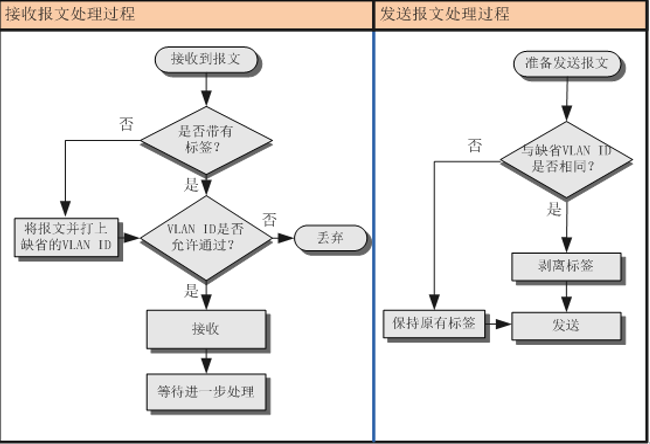 接收报文处理过程
接收到报文
否
是否带有
标签？
是
将报文并打上
缺省的VLAN ID
VLAN ID是否
允许通过？
否
丢弃
是
接收
等待进一步处理
发送报文处理过程
准备发送报文
否
与缺省VLAN ID
是否相同？
是
剥离标签
保持原有标签
发送